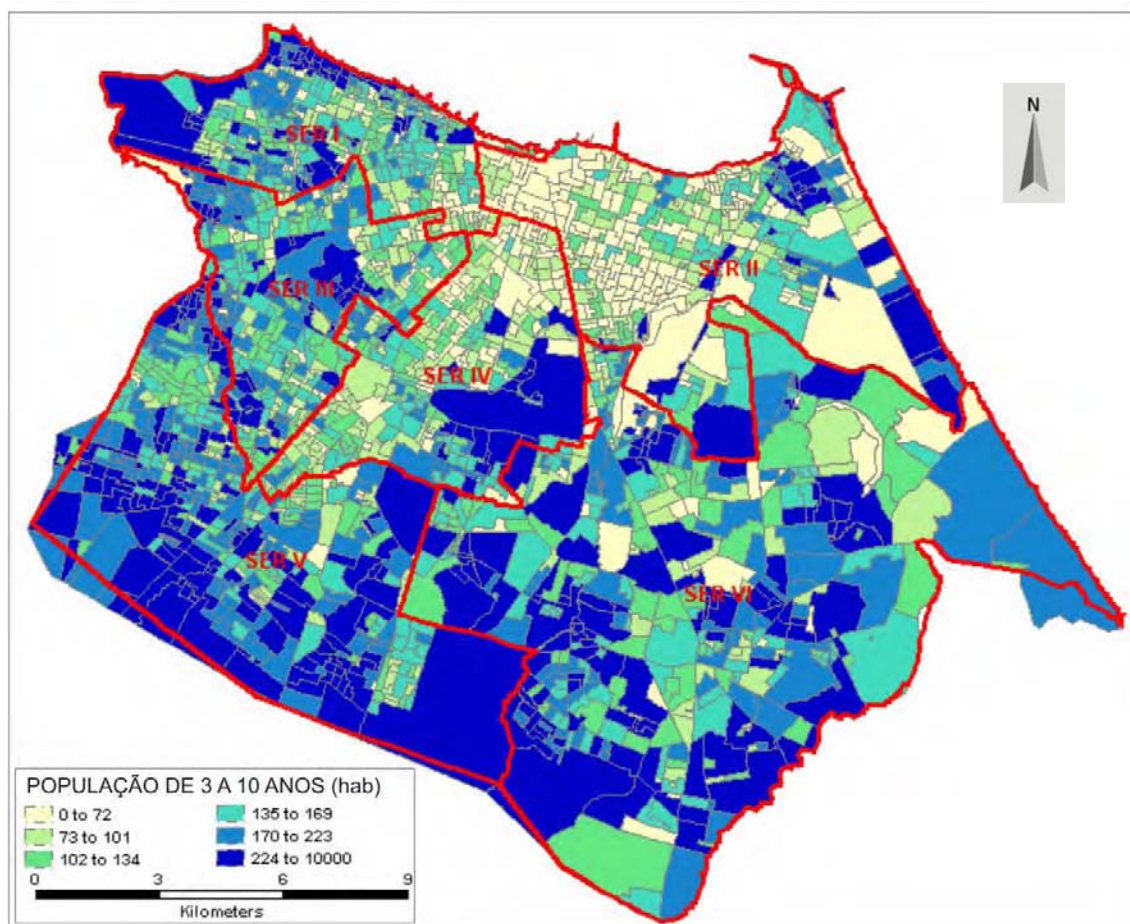 N
SER I
SER II
SER III
SER IV
SER V
SER VI
POPULAÇÃO DE 3 A 10 ANOS (hab)
0 to 72
73 to 101
102 to 134
135 to 169
170 to 223
224 to 10000
0 3 6 9
Kilometers